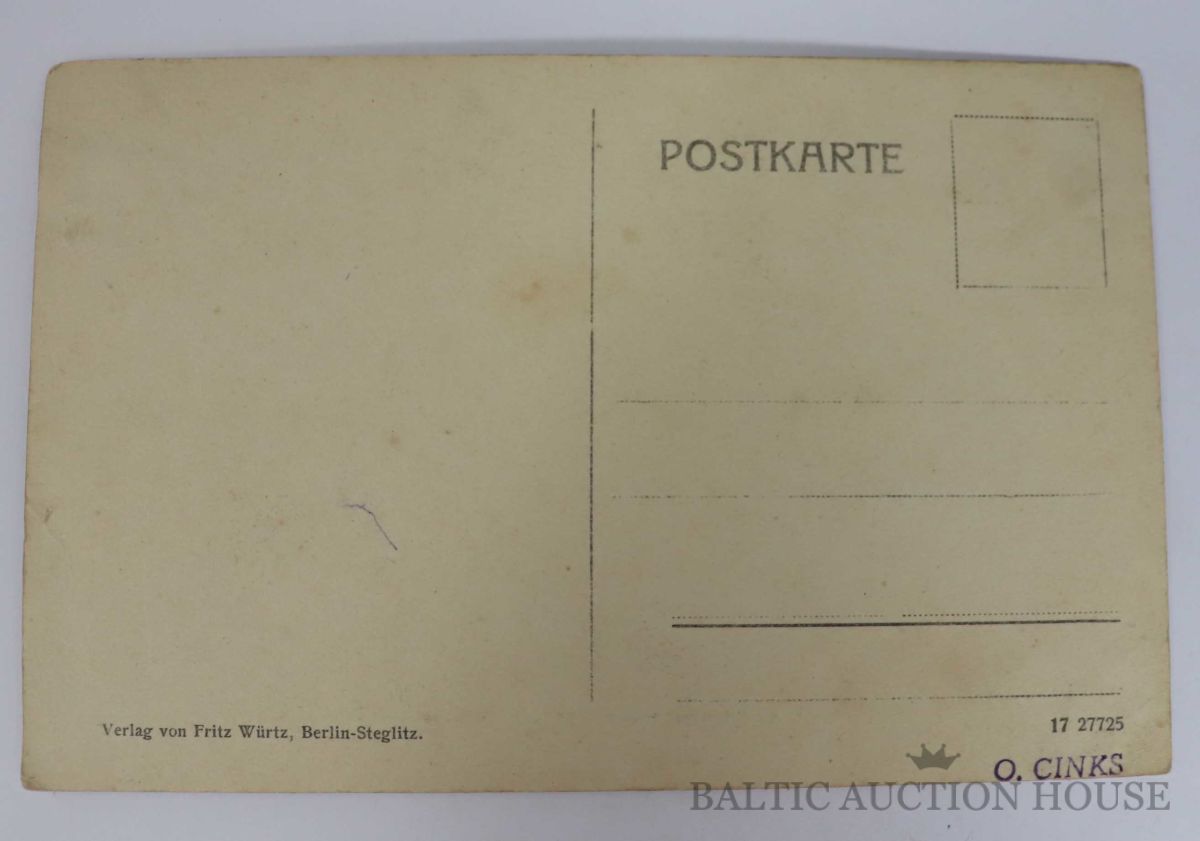 POSTKARTE
Verlag von Fritz Würtz, Berlin-Steglitz.
17 27725
O. CINKS
BALTIC AUCTION HOUSE